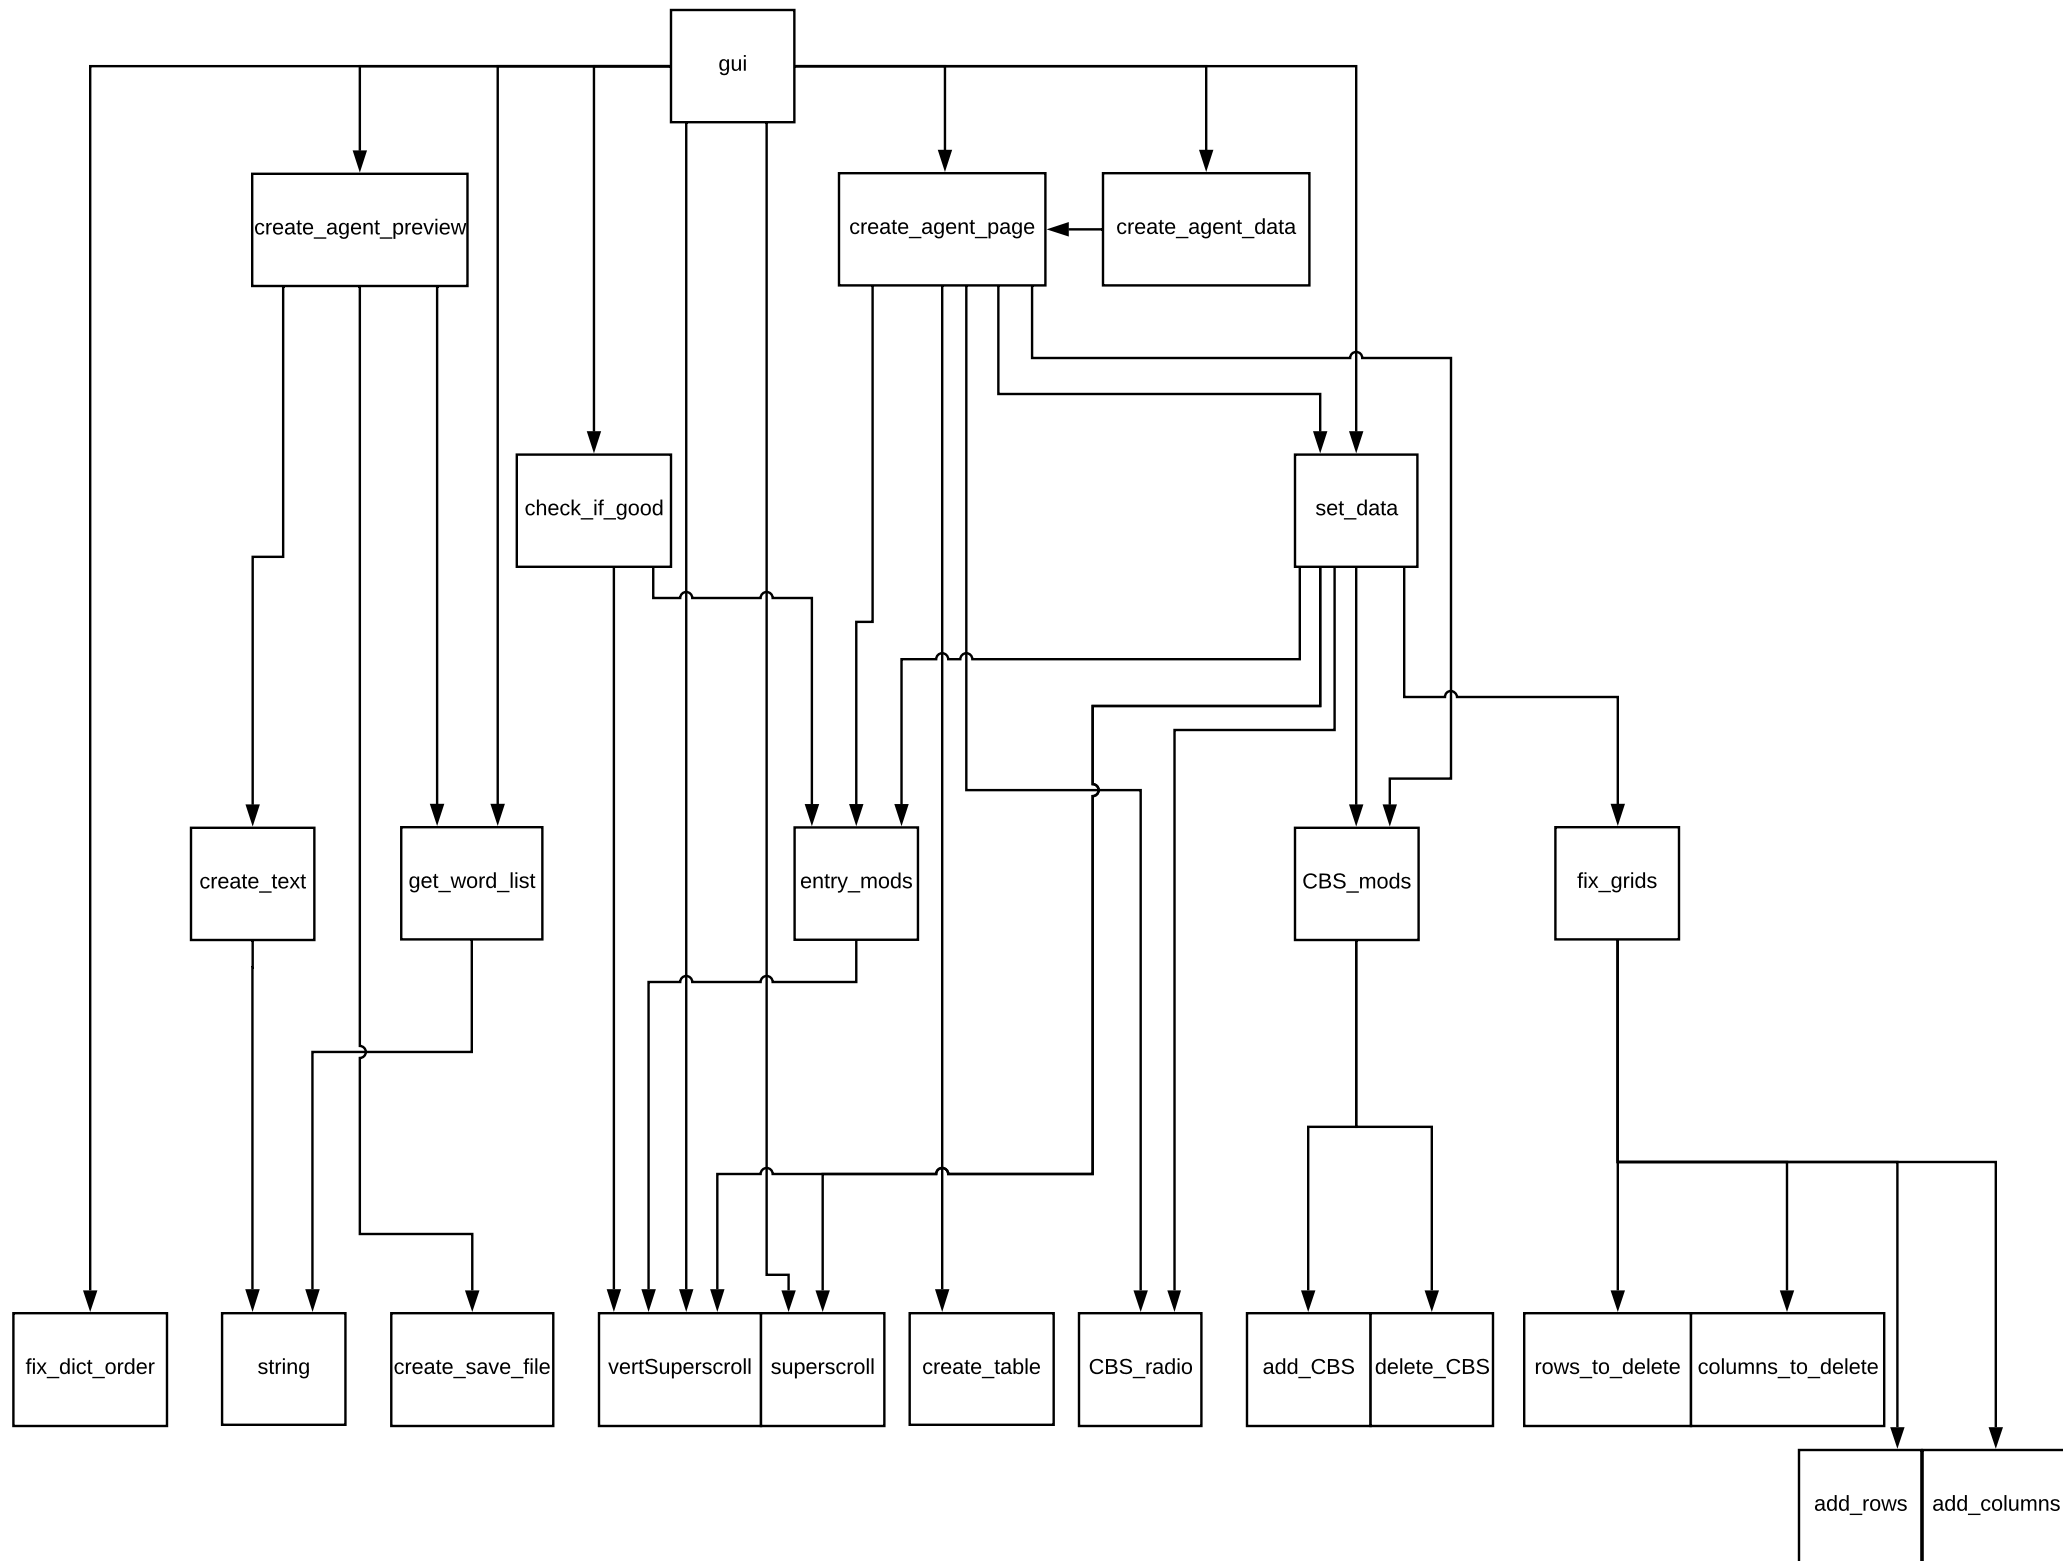 gui
create_agent_preview
create_agent_page
create_agent_data
check_if_good
set_data
create_text
get_word_list
entry_mods
CBS_mods
fix_grids
fix_dict_order
string
create_save_file
vertSuperscroll
superscroll
create_table
CBS_radio
add_CBS
delete_CBS
rows_to_delete
columns_to_delete
add_rows
add_columns